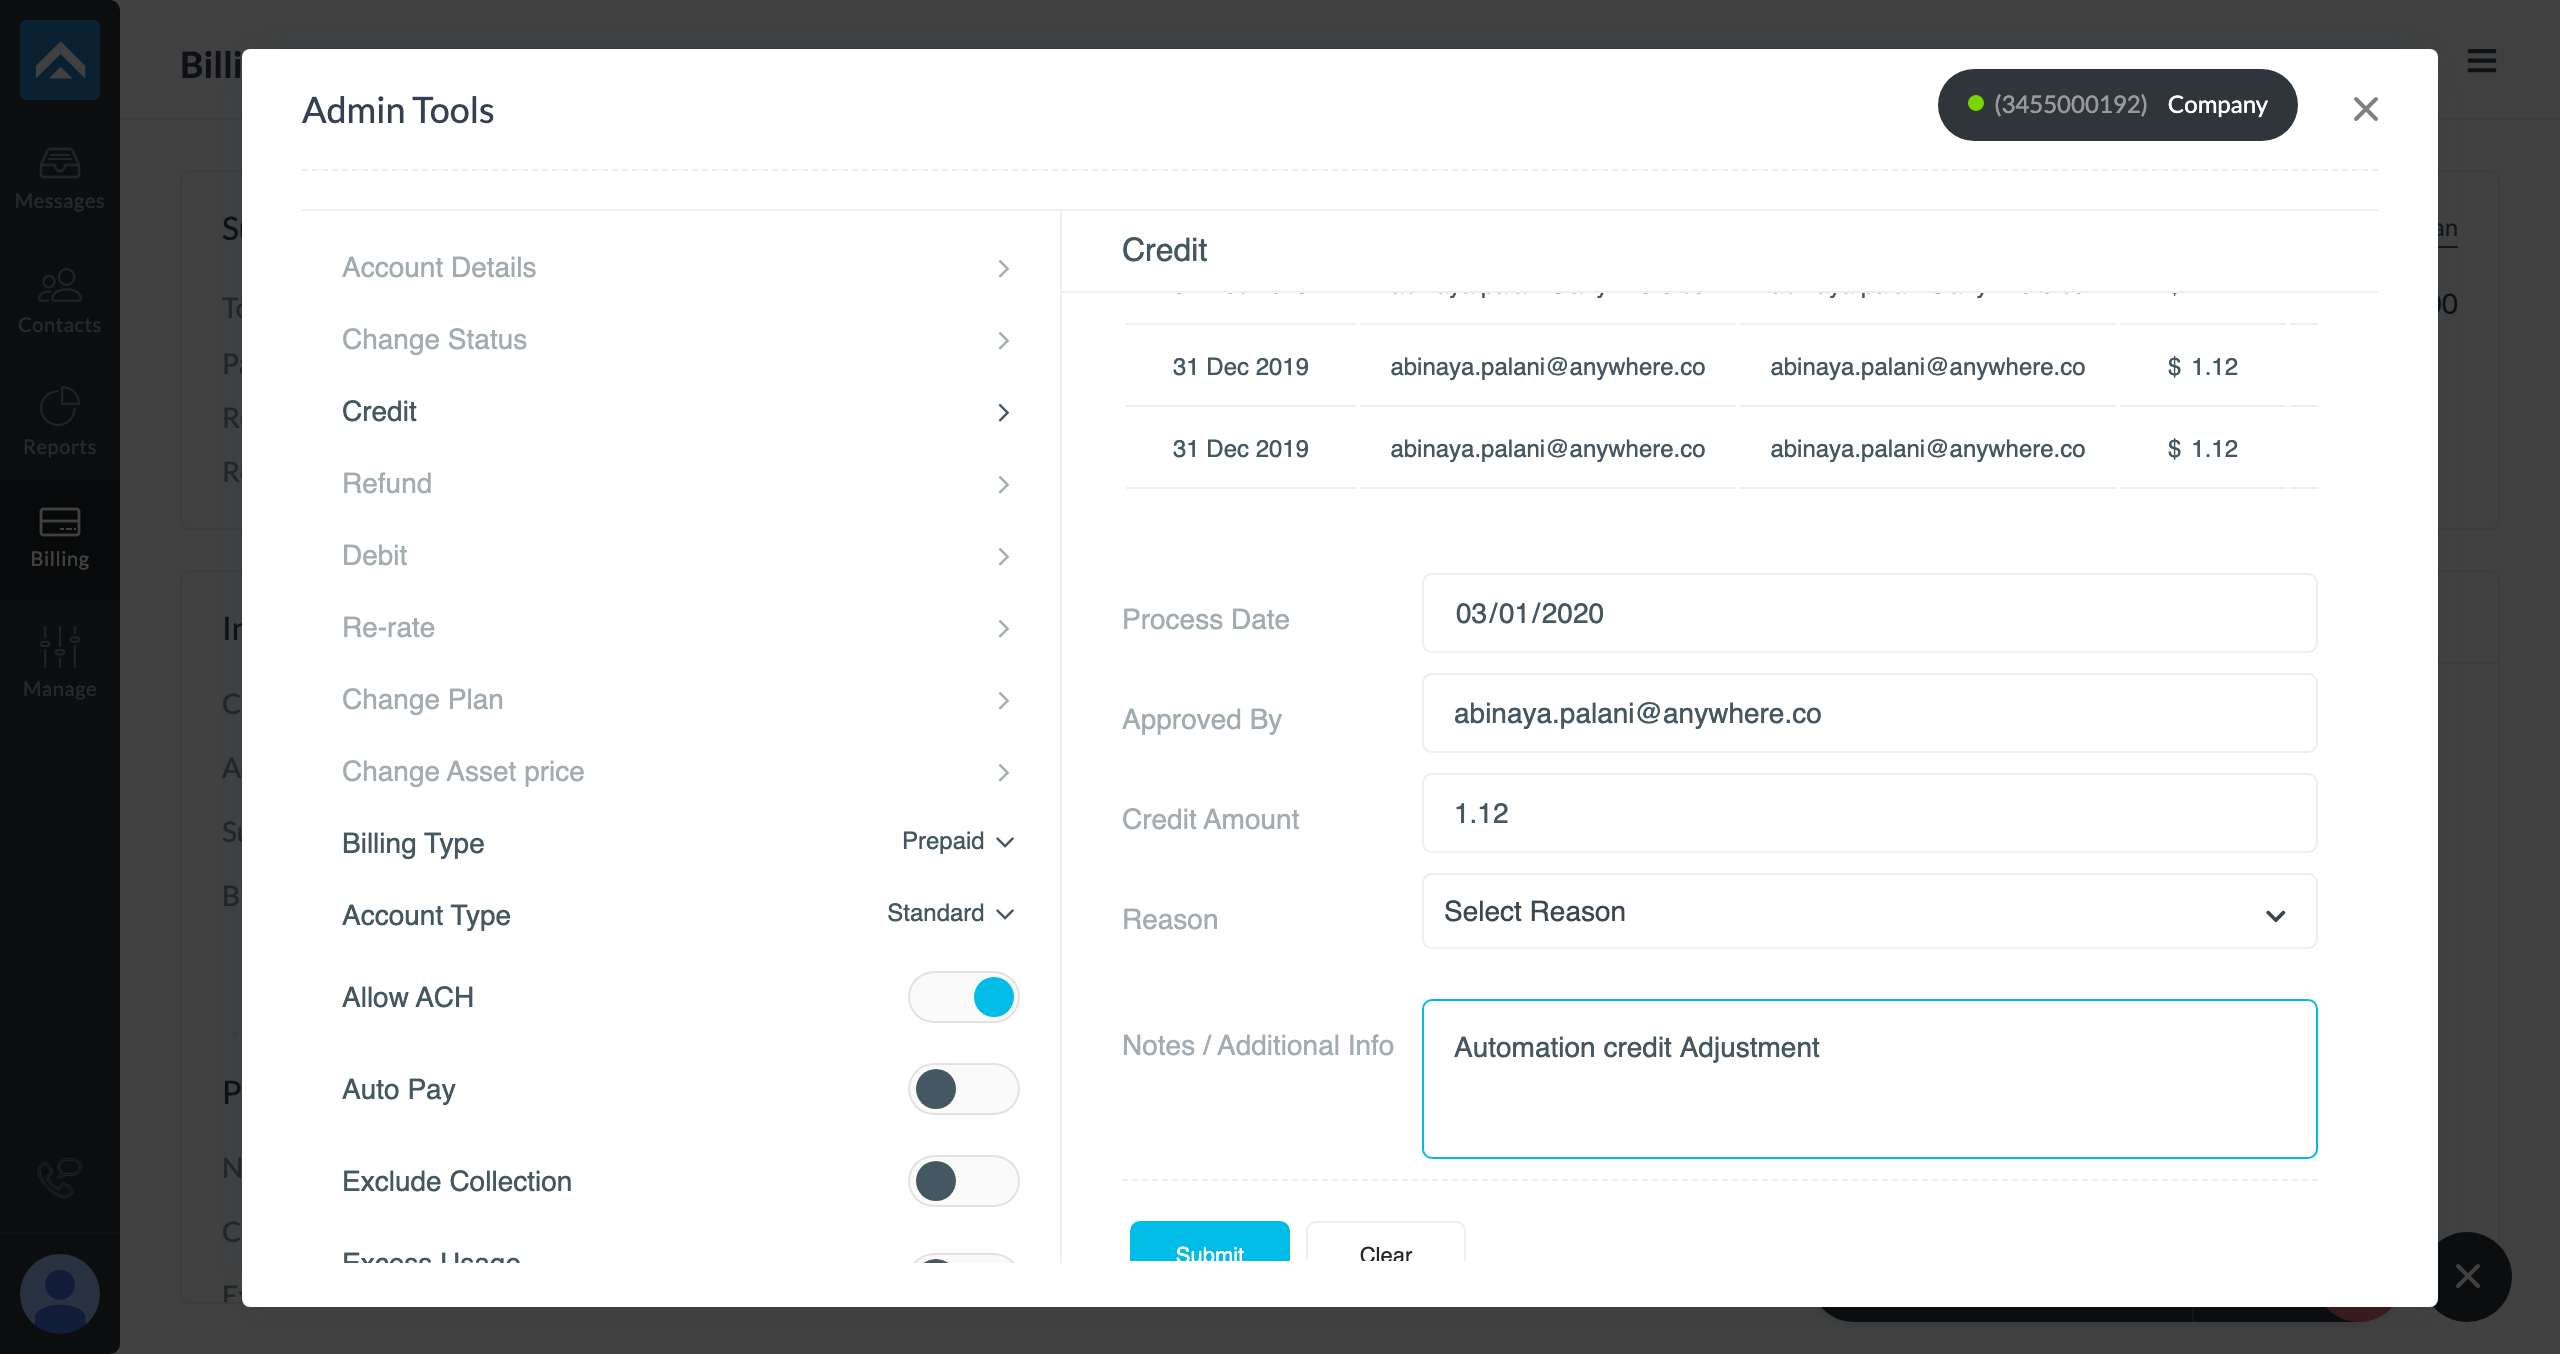 Admin Tools
(3455000192) Company
Messages
Contacts
Reports
Billing
Manage
Account Details
Change Status
Credit
Refund
Debit
Re-rate
Change Plan
Change Asset price
Billing Type Prepaid
Account Type Standard
Allow ACH
Auto Pay
Exclude Collection
Excess Usage
Credit
31 Dec 2019 abinaya.palani@anywhere.co abinaya.palani@anywhere.co $ 1.12
31 Dec 2019 abinaya.palani@anywhere.co abinaya.palani@anywhere.co $ 1.12
Process Date 03/01/2020
Approved By abinaya.palani@anywhere.co
Credit Amount 1.12
Reason Select Reason
Notes / Additional Info Automation credit Adjustment
Submit Clear